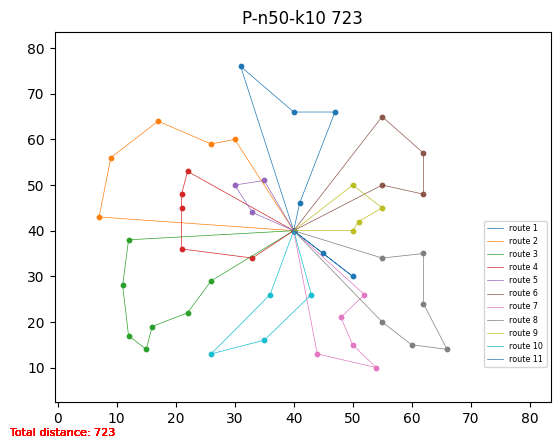 P-n50-k10 723
80
70
60
50
40
30
20
10
0 10 20 30 40 50 60 70 80
route 1
route 2
route 3
route 4
route 5
route 6
route 7
route 8
route 9
route 10
route 11
Total distance: 723